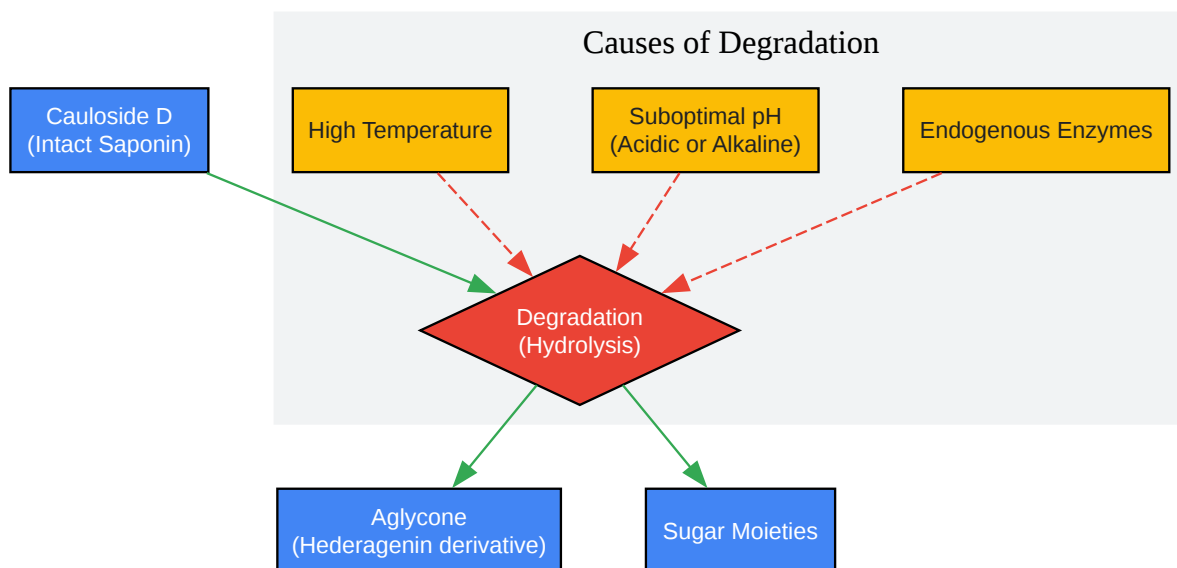 Causes of Degradation
Cauloside D
(Intact Saponin)
High Temperature
Suboptimal pH
(Acidic or Alkaline)
Endogenous Enzymes
Degradation
(Hydrolysis)
Aglycone
(Hederagenin derivative)
Sugar Moieties